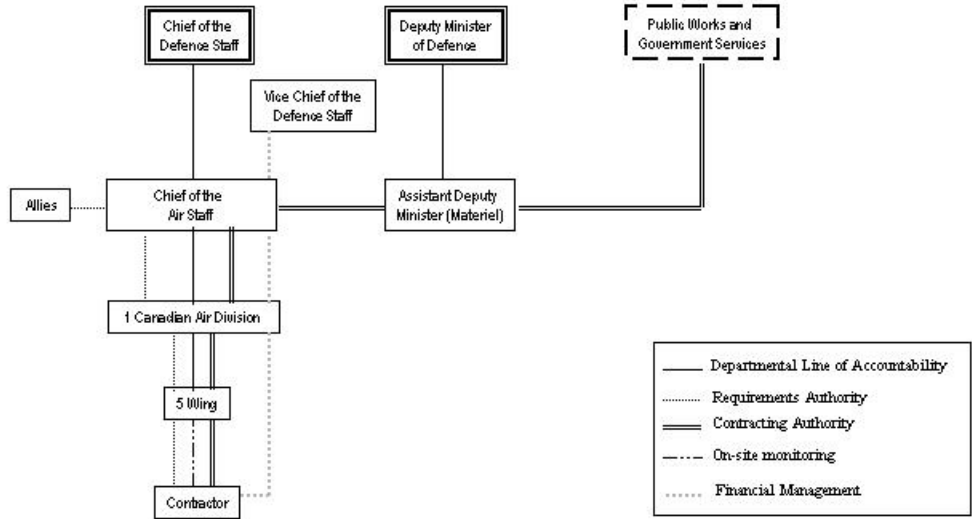 Chief of the
Defence Staff
Deputy Minister
of Defence
Public Works and
Government Services
Vice Chief of the
Defence Staff
Allies
Chief of the
Air Staff
Assistant Deputy
Minister (Materiel)
1 Canadian Air Division
5 Wing
Contractor
Departmental Line of Accountability
Requirements Authority
Contracting Authority
On-site monitoring
Financial Management